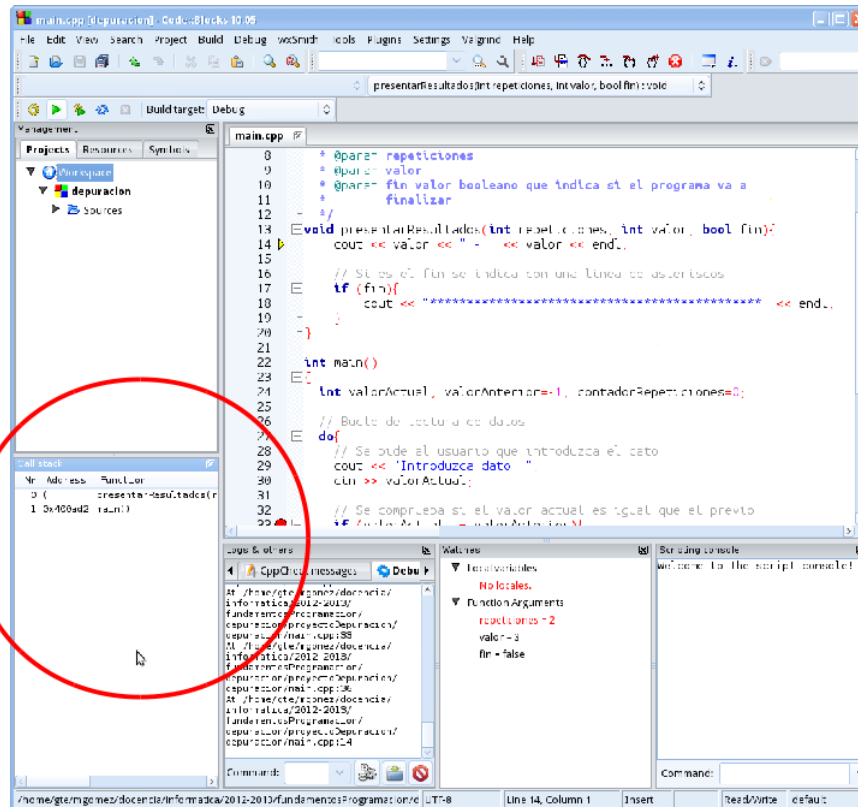 main.cpp [depuracion] - Code::Blocks 10.05
File Edit View Search Project Build Debug wxSmith Tools Plugins Settings Valgrind Help
presentarResultados(int repeticiones, int valor, bool fin) : void
Build target: Debug
Management
Projects Resources Symbols
Workspace
depuracion
Sources
main.cpp
8 * @param repeticiones
9 * @param valor
10 * @param fin valor booleano que indica si el programa va a
11 * finalizar
12 */
13 void presentarResultados(int repeticiones, int valor, bool fin){
14 cout << valor << " - " << valor << endl;
15
16 // Si es el fin se indica con una linea de asteriscos
17 if (fin){
18 cout << "*********************************************" << endl;
19 }
20 }
21
22 int main()
23 {
24 int valorActual, valorAnterior=-1, contadorRepeticiones=0;
25
26 // Bucle de lectura de datos
27 do{
28 // Se pide al usuario que introduzca el dato
29 cout << "Introduzca dato "
30 cin >> valorActual;
31
32 // Se comprueba si el valor actual es igual que el previo
33 if (valorActual == valorAnterior){
Call stack
Nr Address Function
0 ( presentarResultados(r
1 0x400ad2 main()
Logs & others
CppCheck messages Debu
At /home/gte/mgomez/docencia/
informatica/2012-2013/
fundamentosProgramacion/
proyectoDepuracion/
depuracion/main.cpp:33
At /home/gte/mgomez/docencia/
informatica/2012-2013/
fundamentosProgramacion/
proyectoDepuracion/
depuracion/main.cpp:36
At /home/gte/mgomez/docencia/
informatica/2012-2013/
fundamentosProgramacion/
proyectoDepuracion/
depuracion/main.cpp:14
Command:
Watches
Local variables
No locales.
Function Arguments
repeticiones = 2
valor = 3
fin = false
Scripting console
Welcome to the script console!
Command:
/home/gte/mgomez/docencia/informatica/2012-2013/fundamentosProgramacion/d UTF-8 Line 14, Column 1 Insert Read/Write default